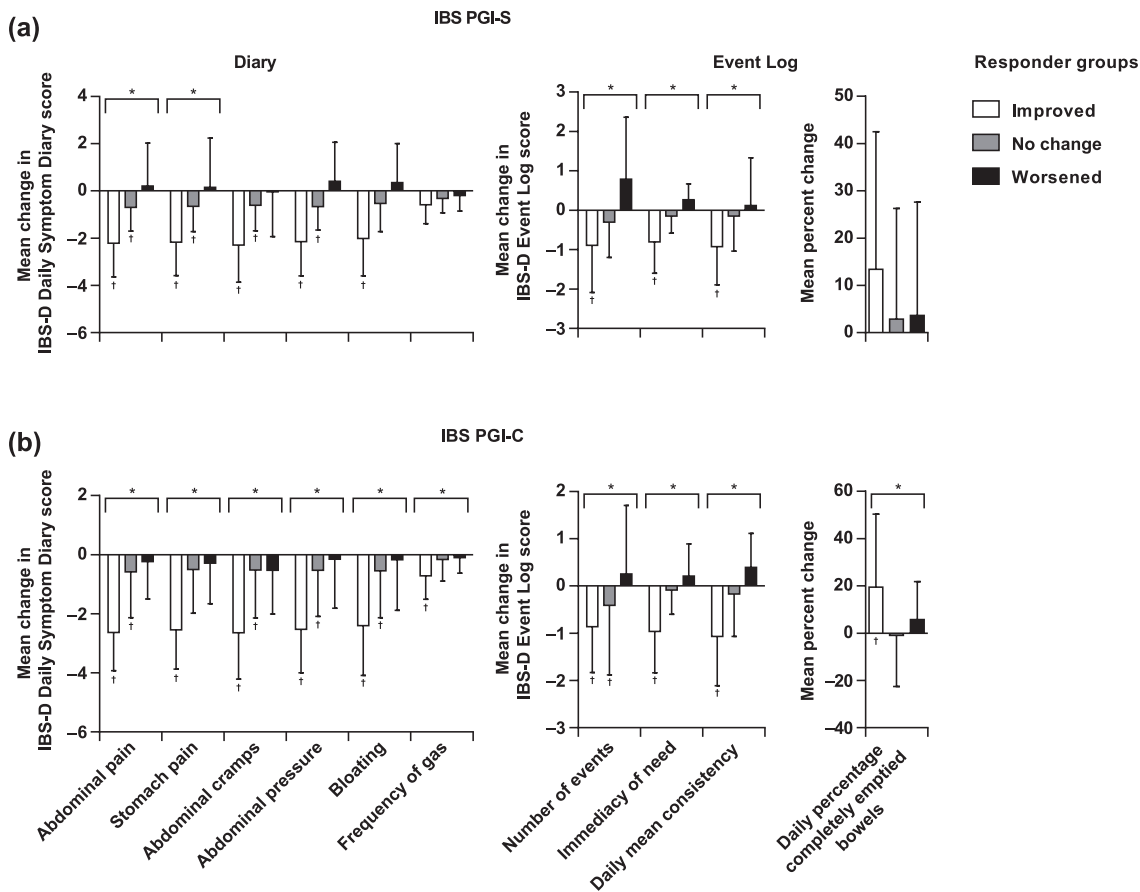 (a)
IBS PGI-S
Diary
Event Log
Responder groups
Improved
No change
Worsened
Mean change in
IBS-D Daily Symptom Diary score
4
2
0
–2
–4
–6
* *
† † † † † † † †
Mean change in
IBS-D Event Log score
3
2
1
0
–1
–2
–3
* * *
† † †
Mean percent change
50
40
30
20
10
0
(b)
IBS PGI-C
Mean change in
IBS-D Daily Symptom Diary score
2
0
–2
–4
–6
* * * * * *
† † † † † † † † † †
Abdominal pain
Stomach pain
Abdominal cramps
Abdominal pressure
Bloating
Frequency of gas
Mean change in
IBS-D Event Log score
2
1
0
–1
–2
–3
* * *
† † † †
Number of events
Immediacy of need
Daily mean consistency
Mean percent change
60
40
20
0
–20
–40
*
†
Daily percentage
completely emptied
bowels